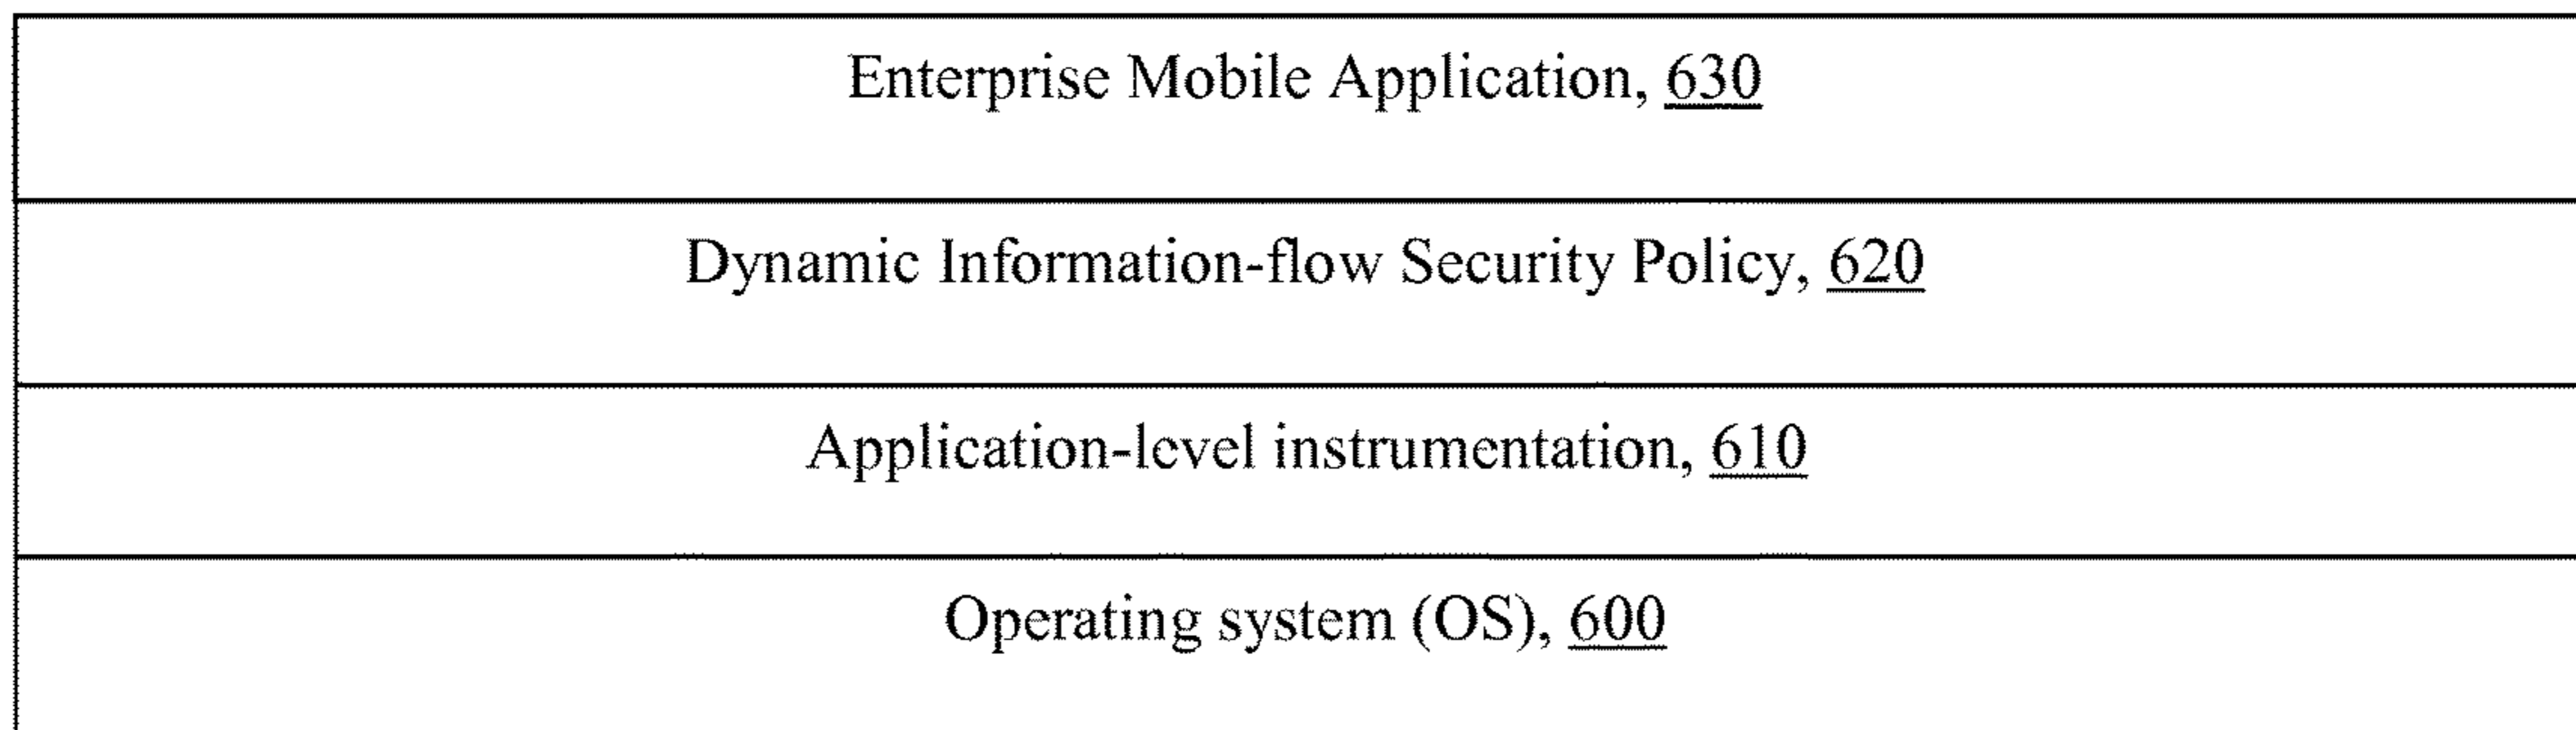 Enterprise Mobile Application, 630
Dynamic Information-flow Security Policy, 620
Application-level instrumentation, 610
Operating system (OS), 600